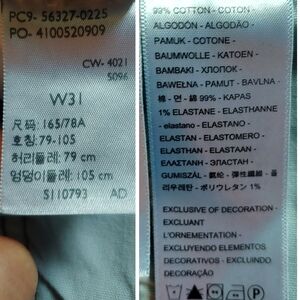 PC9- 56327-0225
PO- 4100520909
CW- 4021
5096
W31
尺码:165/78A
호칭:79-105
허리둘레:79 cm
엉덩이둘레:105 cm
S110793 AD
99% COTTON - COTON -
ALGODÓN - ALGODÃO -
PAMUK - COTONE -
BAUMWOLLE - KATOEN -
BAMBAKI - ХЛОПОК -
BAWEŁNA - PAMUT - BAVLNA -
棉 - 면 - 綿 99% - KAPAS
1% ELASTANE - ELASTHANNE
- elastano - ELASTANO -
ELASTAN - ELASTOMERO -
ELASTHAN - ELASTAAN -
ΕΛΑΣΤΑΝΗ - ЭЛАСТАН -
GUMISZÁL - 氨纶 - 弾性繊維 - 폴
리우레탄 - ポリウレタン 1%
EXCLUSIVE OF DECORATION -
EXCLUANT
L'ORNEMENTATION -
EXCLUYENDO ELEMENTOS
DECORATIVOS - EXCLUINDO
DECORAÇÃO